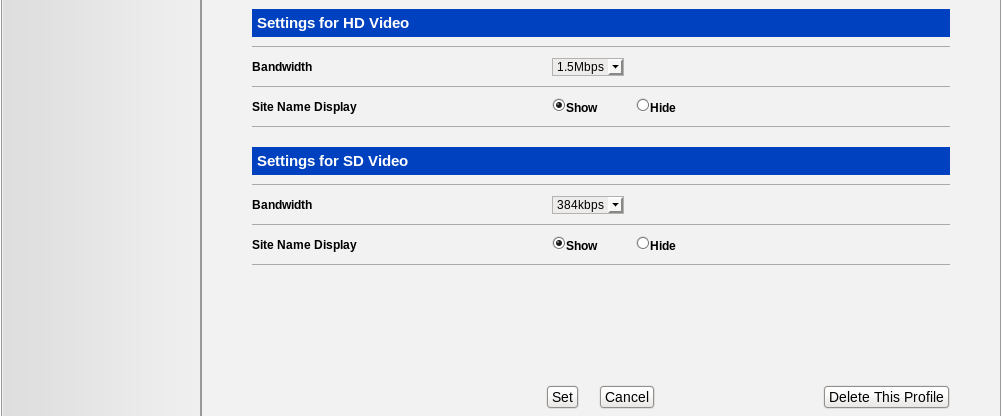 Settings for HD Video
Bandwidth 1.5Mbps
Site Name Display Show Hide
Settings for SD Video
Bandwidth 384kbps
Site Name Display Show Hide
Set Cancel Delete This Profile